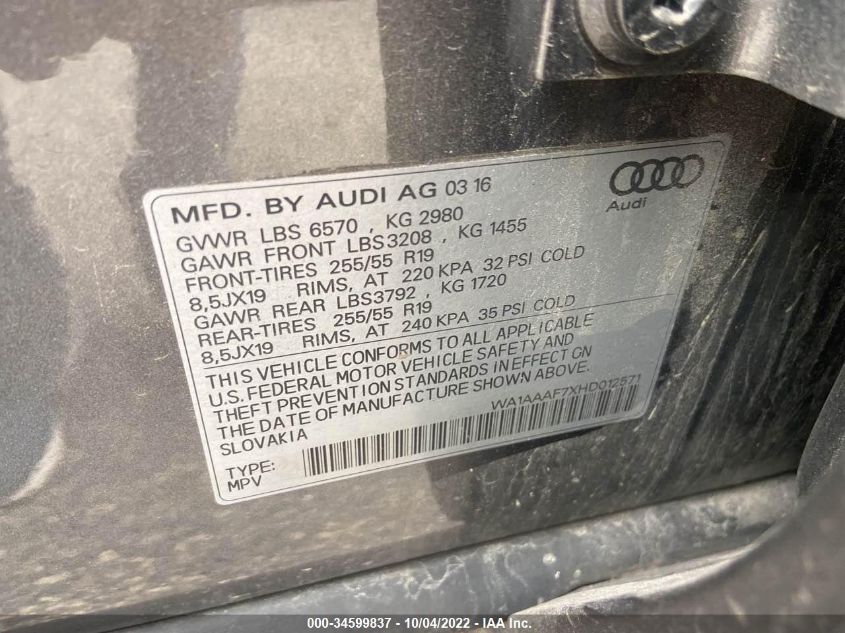 MFD. BY AUDI AG 03 16
Audi
GVWR LBS 6570 , KG 2980
GAWR FRONT LBS3208 , KG 1455
FRONT-TIRES 255/55 R19
8,5JX19 RIMS, AT 220 KPA 32 PSI COLD
GAWR REAR LBS3792 , KG 1720
REAR-TIRES 255/55 R19
8,5JX19 RIMS, AT 240 KPA 35 PSI COLD
THIS VEHICLE CONFORMS TO ALL APPLICABLE
U.S. FEDERAL MOTOR VEHICLE SAFETY AND
THEFT PREVENTION STANDARDS IN EFFECT ON
THE DATE OF MANUFACTURE SHOWN ABOVE.
SLOVAKIA
WA1AAAF7XHD012571
TYPE:
MPV
000-34599837 - 10/04/2022 - IAA Inc.